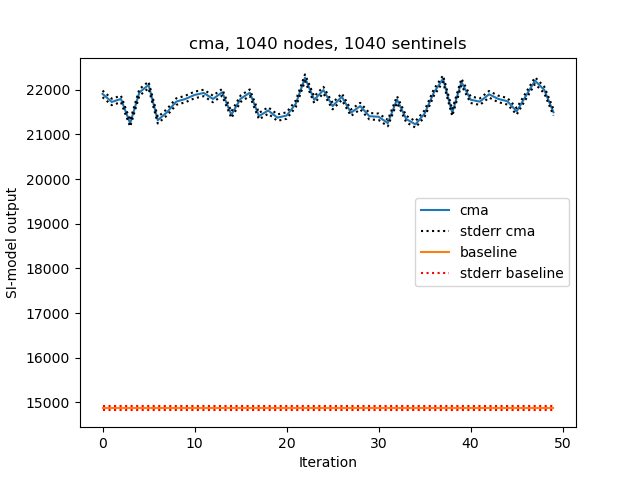 cma, 1040 nodes, 1040 sentinels
SI-model output
22000
21000
20000
19000
18000
17000
16000
15000
cma
stderr cma
baseline
stderr baseline
0 10 20 30 40 50
Iteration